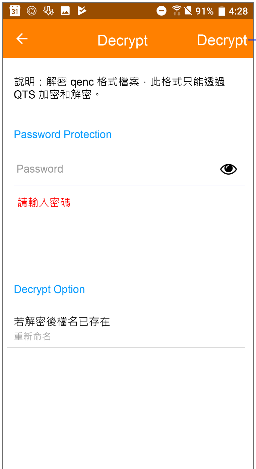 31 91% 4:28
Decrypt Decrypt
說明：解密 qenc 格式檔案，此格式只能透過
QTS 加密和解密。
Password Protection
Password
請輸入密碼
Decrypt Option
若解密後檔名已存在
重新命名